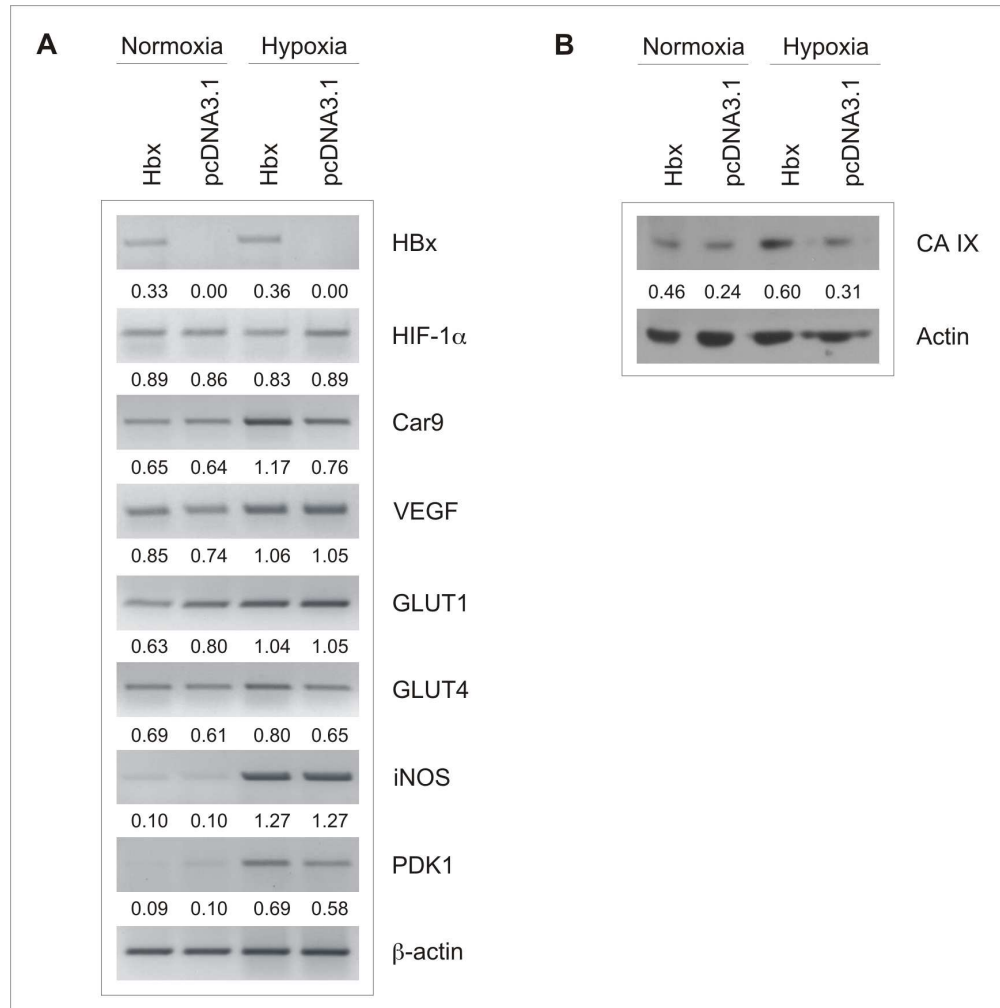 A
Normoxia Hypoxia
Hbx pcDNA3.1 Hbx pcDNA3.1
HBx
0.33 0.00 0.36 0.00
HIF-1α
0.89 0.86 0.83 0.89
Car9
0.65 0.64 1.17 0.76
VEGF
0.85 0.74 1.06 1.05
GLUT1
0.63 0.80 1.04 1.05
GLUT4
0.69 0.61 0.80 0.65
iNOS
0.10 0.10 1.27 1.27
PDK1
0.09 0.10 0.69 0.58
β-actin
B
Normoxia Hypoxia
Hbx pcDNA3.1 Hbx pcDNA3.1
CA IX
0.46 0.24 0.60 0.31
Actin